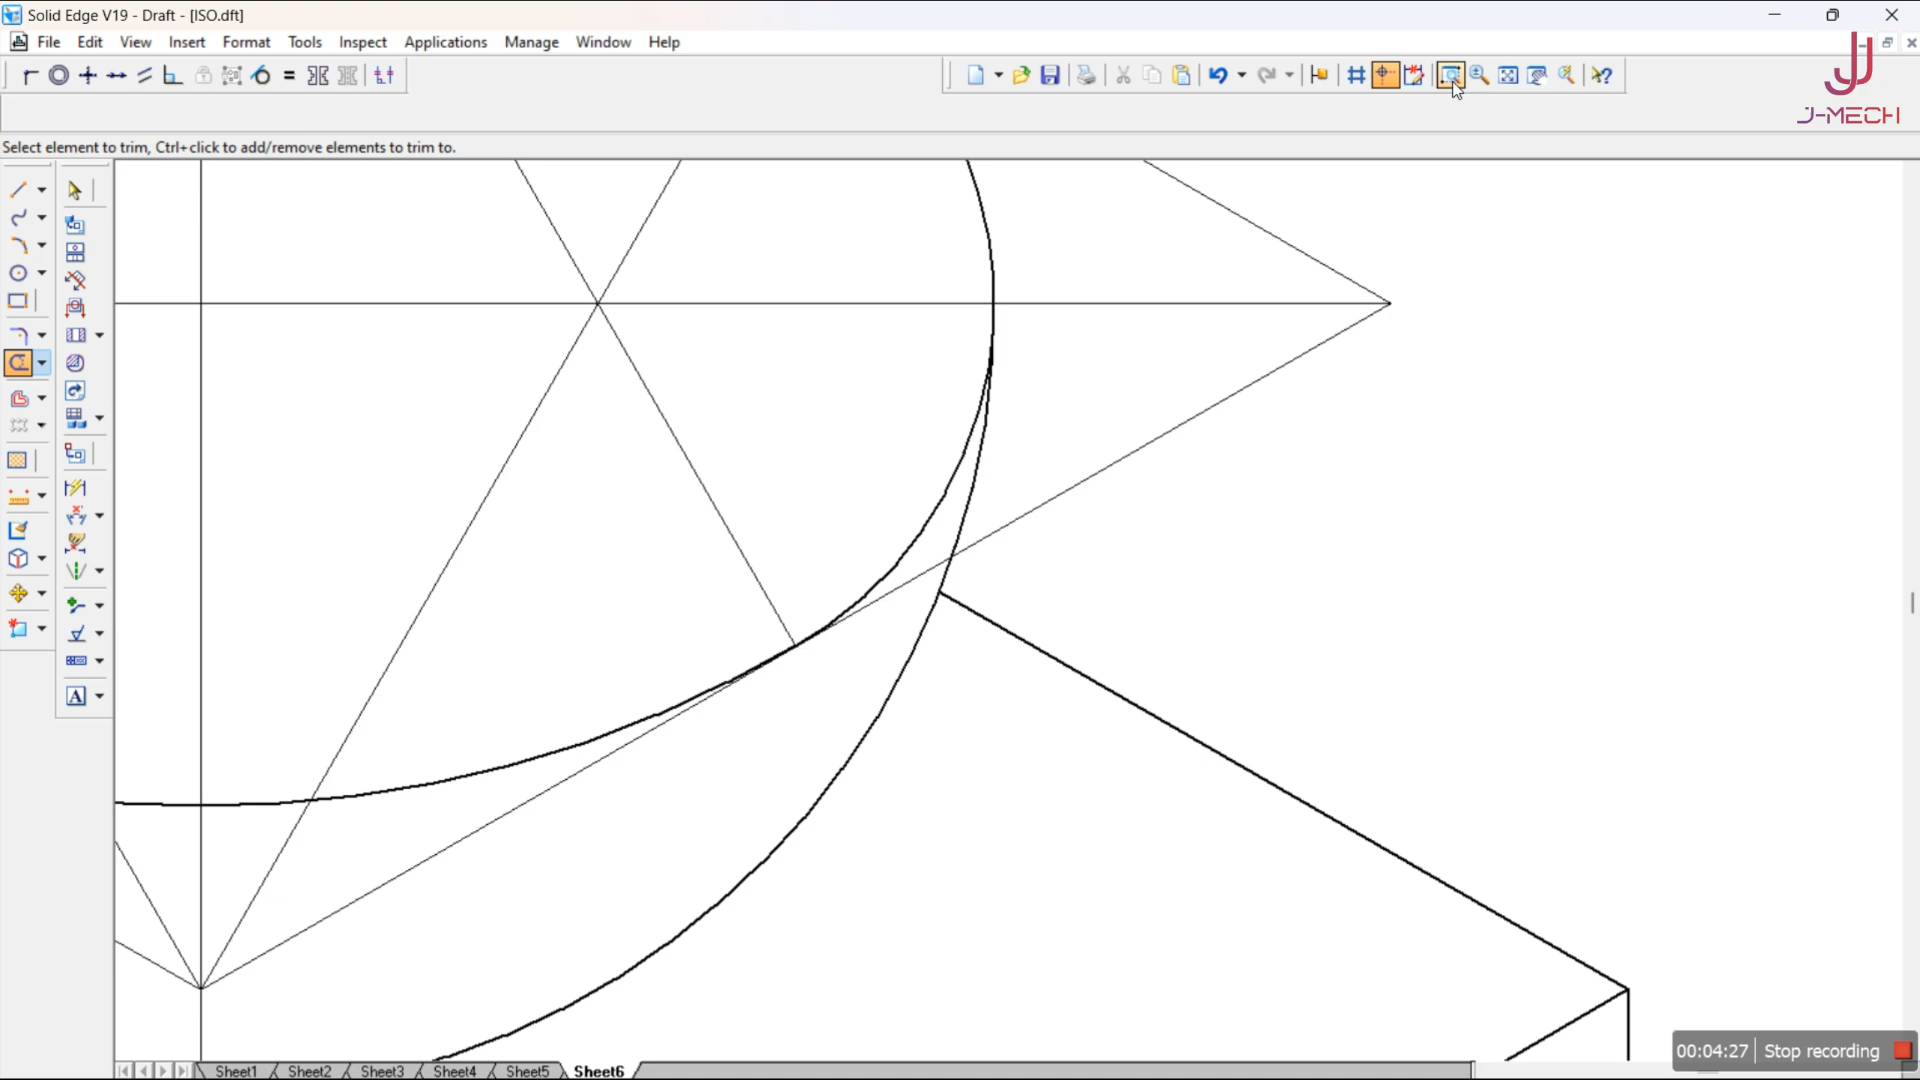 Solid Edge V19 - Draft - [ISO.dft]
File Edit View Insert Format Tools Inspect Applications Manage Window Help
J-MECH
Select element to trim, Ctrl+click to add/remove elements to trim to.
A
Sheet1 Sheet2 Sheet3 Sheet4 Sheet5 Sheet6
00:04:27 Stop recording